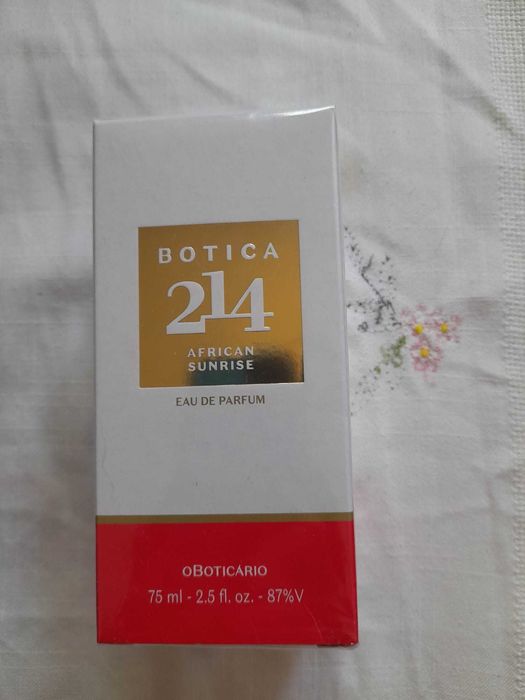 BOTICA
214
AFRICAN
SUNRISE
EAU DE PARFUM
oBOTICÁRIO
75 ml - 2.5 fl. oz. - 87%V